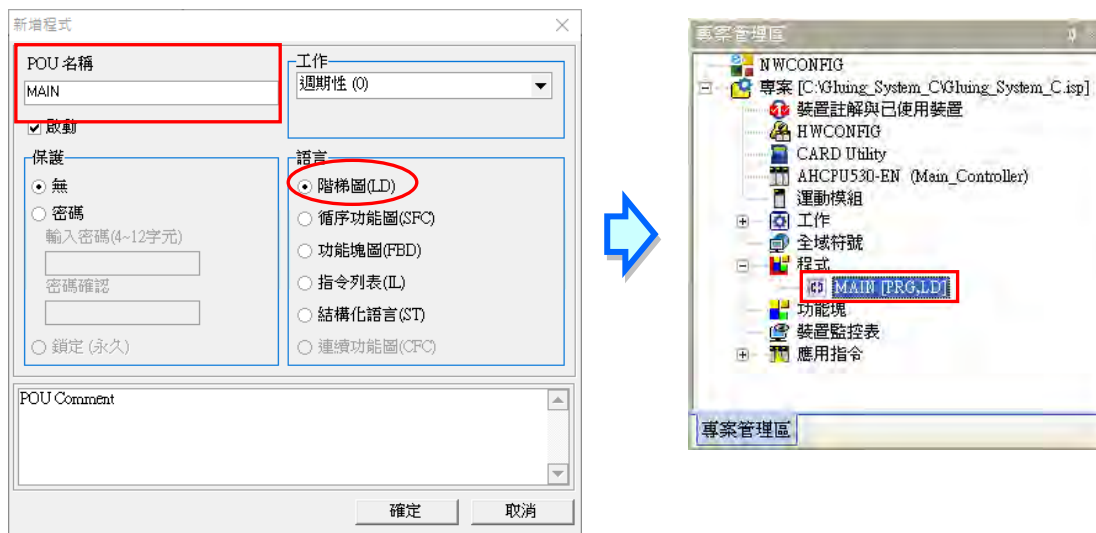 新增程式
POU 名稱
MAIN
啟動
工作
週期性 (0)
保護
無
密碼
輸入密碼(4~12字元)
密碼確認
鎖定 (永久)
語言
階梯圖(LD)
循序功能圖(SFC)
功能塊圖(FBD)
指令列表(IL)
結構化語言(ST)
連續功能圖(CFC)
POU Comment
確定
取消
專案管理區
NWCONFIG
專案 [C:\Gluing_System_C\Gluing_System_C.isp]
裝置註解與已使用裝置
HWCONFIG
CARD Utility
AHCPU530-EN (Main_Controller)
運動模組
工作
全域符號
程式
MAIN [PRG,LD]
功能塊
裝置監控表
應用指令
專案管理區